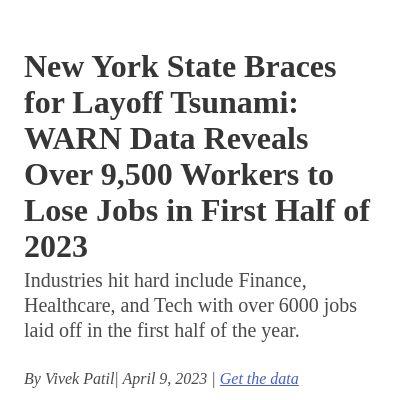 New York State Braces
for Layoff Tsunami:
WARN Data Reveals
Over 9,500 Workers to
Lose Jobs in First Half of
2023
Industries hit hard include Finance,
Healthcare, and Tech with over 6000 jobs
laid off in the first half of the year.
By Vivek Patil| April 9, 2023 | Get the data